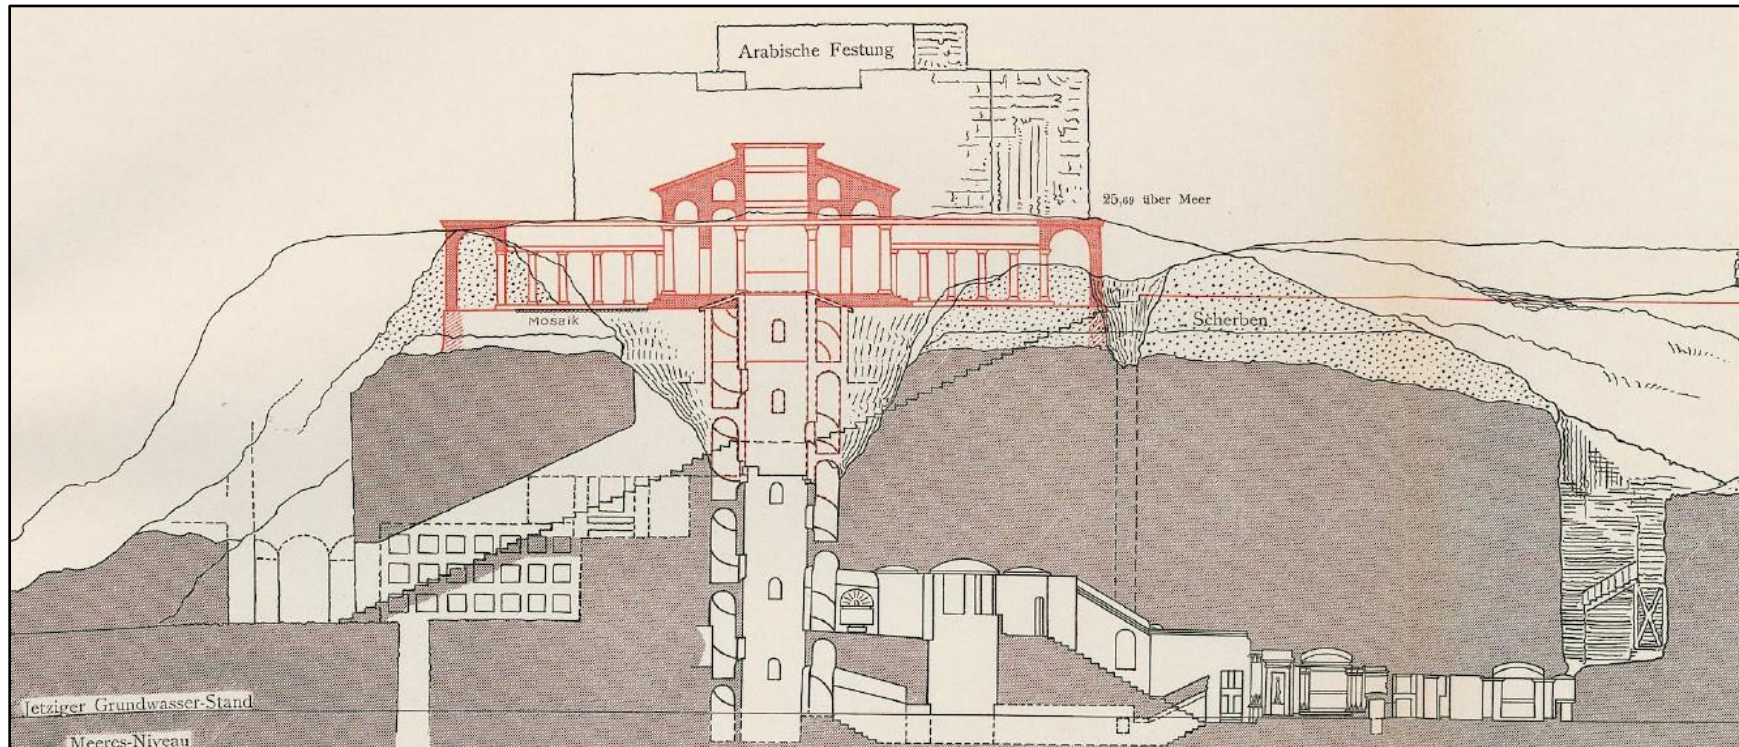 Arabische Festung
25,69 über Meer
Mosaik
Scherben
Jetziger Grundwasser-Stand
Meeres-Niveau